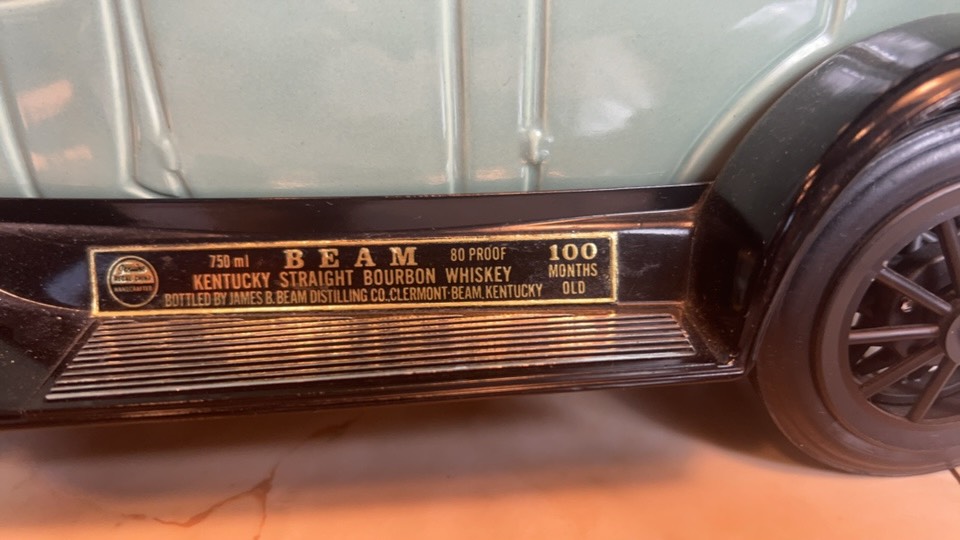 750 ml BEAM 80 PROOF 100
KENTUCKY STRAIGHT BOURBON WHISKEY MONTHS
BOTTLED BY JAMES B. BEAM DISTILLING CO., CLERMONT-BEAM, KENTUCKY OLD